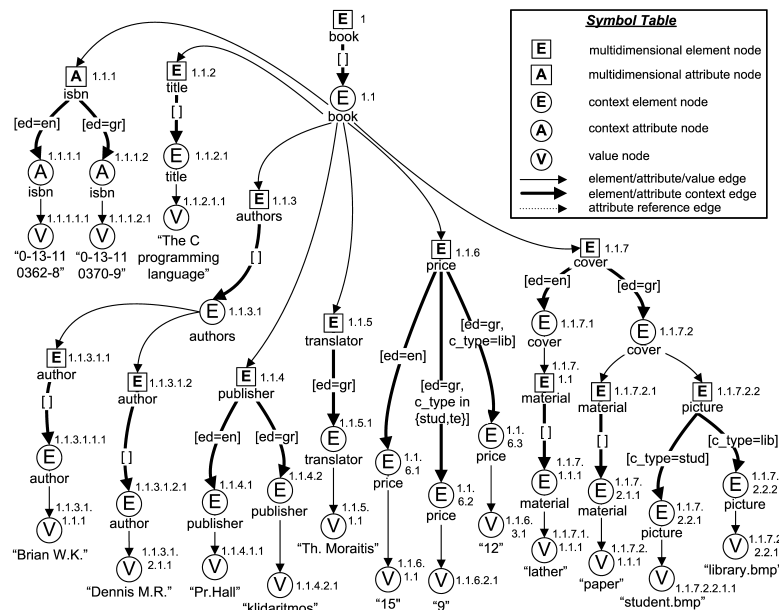 Symbol Table
E multidimensional element node
A multidimensional attribute node
E context element node
A context attribute node
V value node
element/attribute/value edge
element/attribute context edge
attribute reference edge
E 1
book
[ ]
E 1.1
book
A 1.1.1
isbn
[ed=en] [ed=gr]
A 1.1.1.1
isbn
A 1.1.1.2
isbn
V 1.1.1.1.1
"0-13-11
0362-8"
V 1.1.1.2.1
"0-13-11
0370-9"
E 1.1.2
title
[ ]
E 1.1.2.1
title
V 1.1.2.1.1
"The C
programming
language"
E 1.1.3
authors
[ ]
E 1.1.3.1
authors
E 1.1.3.1.1
author
[ ]
E 1.1.3.1.1.1
author
V 1.1.3.1.
1.1.1
"Brian W.K."
E 1.1.3.1.2
author
[ ]
E 1.1.3.1.2.1
author
V 1.1.3.1.
2.1.1
"Dennis M.R."
E 1.1.4
publisher
[ed=en] [ed=gr]
E 1.1.4.1
publisher
V 1.1.4.1.1
"Pr.Hall"
E 1.1.4.2
publisher
V 1.1.4.2.1
"klidaritmos"
E 1.1.5
translator
[ed=gr]
E 1.1.5.1
translator
V 1.1.5.
1.1
"Th. Moraitis"
E 1.1.6
price
[ed=en]
[ed=gr,
c_type in
{stud,te}]
[ed=gr,
c_type=lib]
E 1.1.
6.1
price
V 1.1.6.
1.1
"15"
E 1.1.
6.2
price
V 1.1.6.2.1
"9"
E 1.1.
6.3
price
V 1.1.6.
3.1
"12"
E 1.1.7
cover
[ed=en] [ed=gr]
E 1.1.7.1
cover
E 1.1.7.
1.1
material
[ ]
E 1.1.7.
1.1.1
material
V 1.1.7.1.
1.1.1
"lather"
E 1.1.7.2
cover
E 1.1.7.2.1
material
[ ]
E 1.1.7.
2.1.1
material
V 1.1.7.2.
1.1.1
"paper"
E 1.1.7.2.2
picture
[c_type=stud]
[c_type=lib]
E 1.1.7.
2.2.1
picture
V 1.1.7.2.2.1.1
"student.bmp"
E 1.1.7.
2.2.2
picture
V 1.1.7.2
2.2.1
"library.bmp"